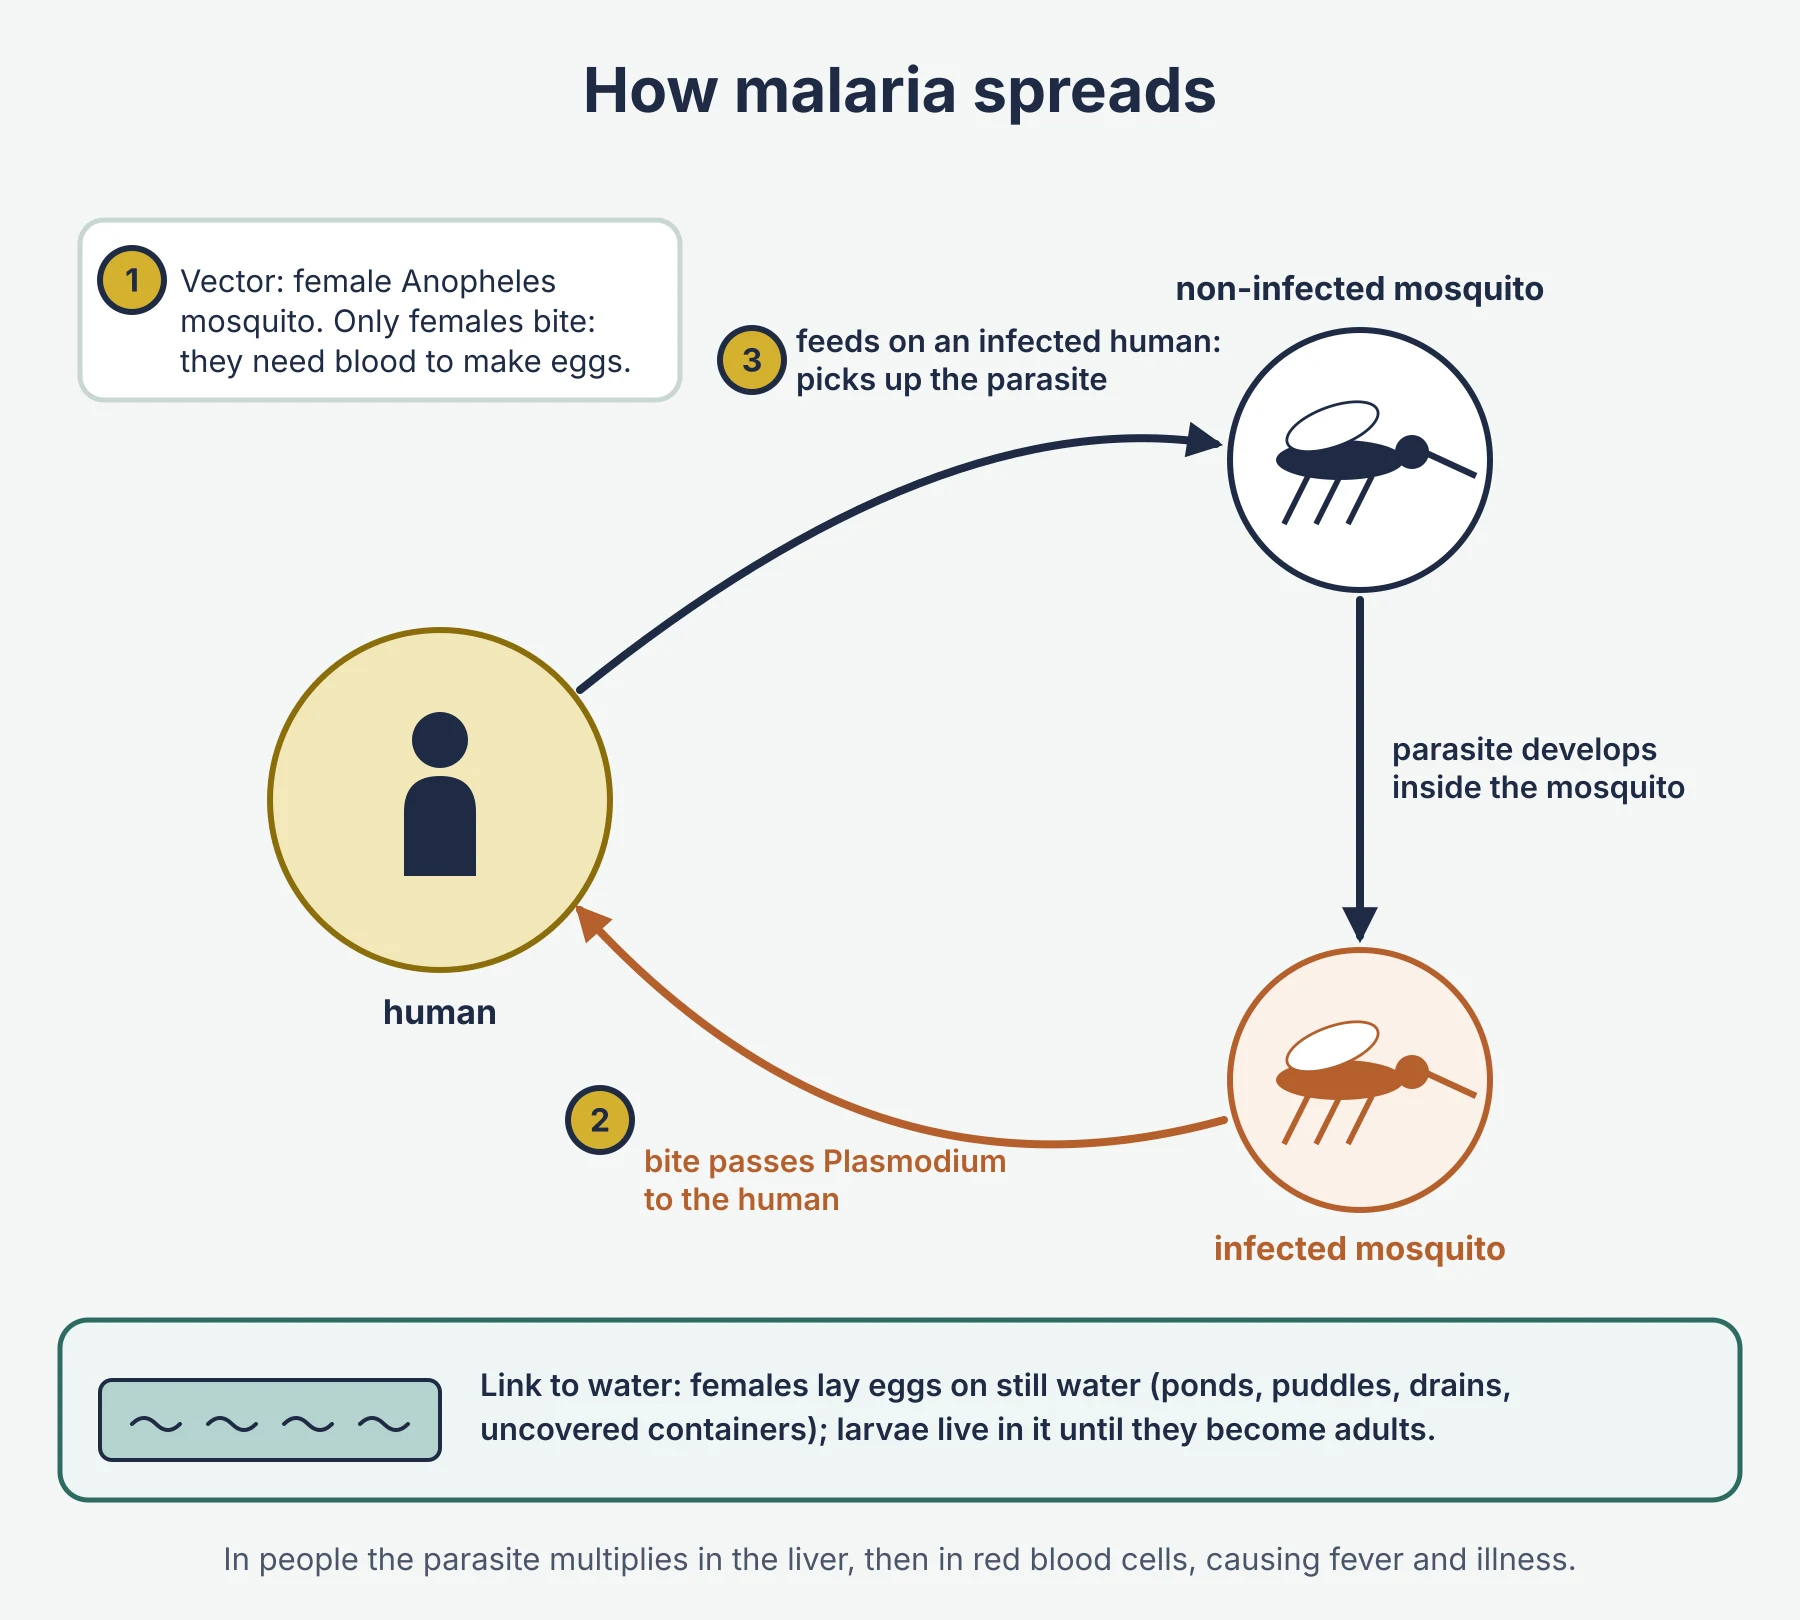 How malaria spreads
1
Vector: female Anopheles
mosquito. Only females bite:
they need blood to make eggs.
non-infected mosquito
3
feeds on an infected human:
picks up the parasite
parasite develops
inside the mosquito
human
2
bite passes Plasmodium
to the human
infected mosquito
Link to water: females lay eggs on still water (ponds, puddles, drains,
uncovered containers); larvae live in it until they become adults.
In people the parasite multiplies in the liver, then in red blood cells, causing fever and illness.